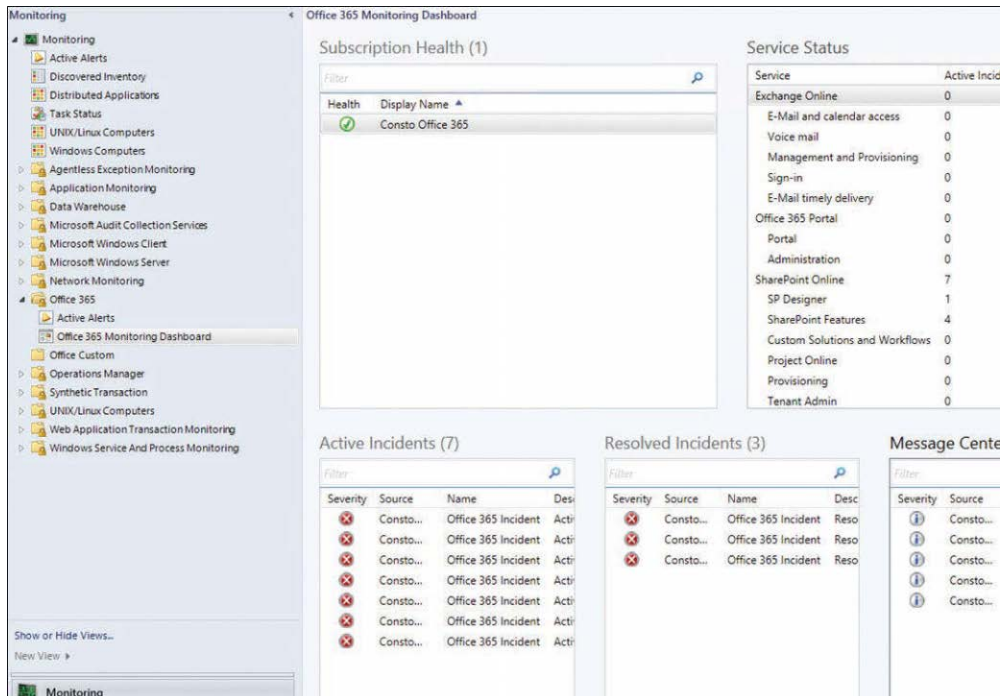 Monitoring
Monitoring
Active Alerts
Discovered Inventory
Distributed Applications
Task Status
UNIX/Linux Computers
Windows Computers
Agentless Exception Monitoring
Application Monitoring
Data Warehouse
Microsoft Audit Collection Services
Microsoft Windows Client
Microsoft Windows Server
Network Monitoring
Office 365
Active Alerts
Office 365 Monitoring Dashboard
Office Custom
Operations Manager
Synthetic Transaction
UNIX/Linux Computers
Web Application Transaction Monitoring
Windows Service And Process Monitoring
Show or Hide Views...
New View
Monitoring
Office 365 Monitoring Dashboard
Subscription Health (1)
Filter
Health Display Name
Consto Office 365
Service Status
Service Active Incid
Exchange Online 0
E-Mail and calendar access 0
Voice mail 0
Management and Provisioning 0
Sign-in 0
E-Mail timely delivery 0
Office 365 Portal 0
Portal 0
Administration 0
SharePoint Online 7
SP Designer 1
SharePoint Features 4
Custom Solutions and Workflows 0
Project Online 0
Provisioning 0
Tenant Admin 0
Active Incidents (7)
Filter
Severity Source Name Desc
Consto... Office 365 Incident Acti
Consto... Office 365 Incident Acti
Consto... Office 365 Incident Acti
Consto... Office 365 Incident Acti
Consto... Office 365 Incident Acti
Consto... Office 365 Incident Acti
Consto... Office 365 Incident Acti
Resolved Incidents (3)
Filter
Severity Source Name Desc
Consto... Office 365 Incident Reso
Consto... Office 365 Incident Reso
Consto... Office 365 Incident Reso
Message Cente
Filter
Severity Source
Consto...
Consto...
Consto...
Consto...
Consto...